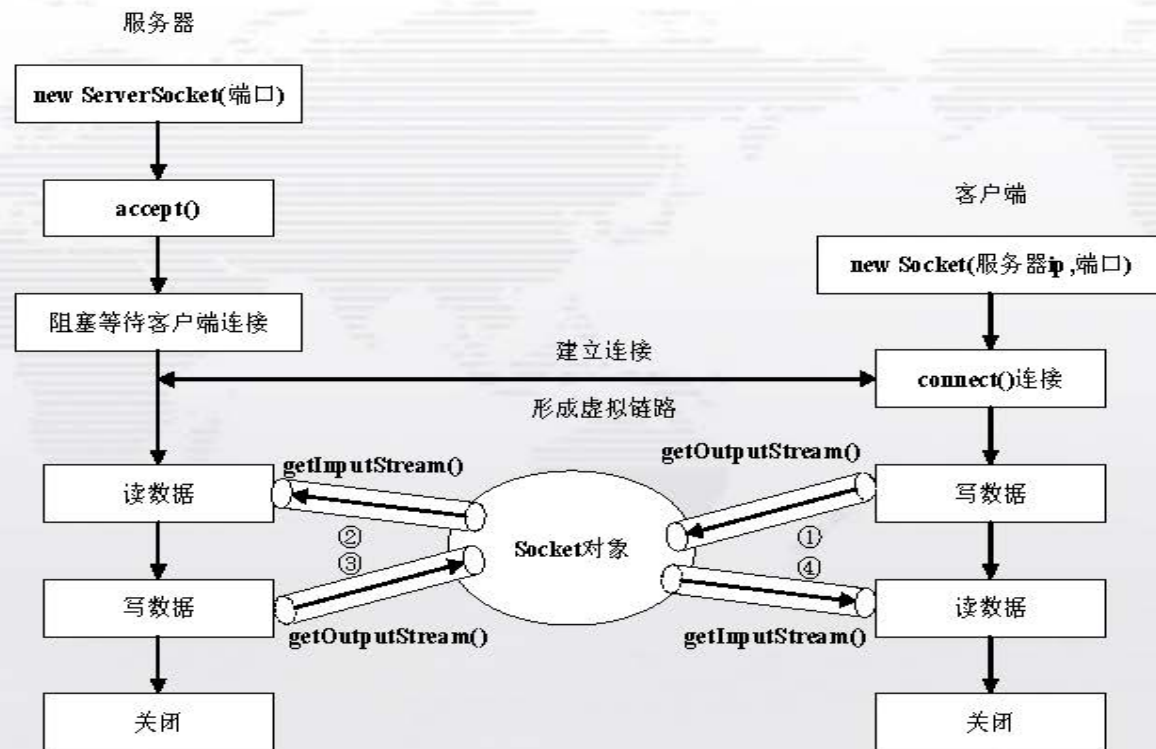 服务器
new ServerSocket(端口)
accept()
客户端
new Socket(服务器ip,端口)
阻塞等待客户端连接
建立连接
connect()连接
形成虚拟链路
getInputStream()
getOutputStream()
读数据
写数据
②
①
Socket对象
③
④
写数据
读数据
getOutputStream()
getInputStream()
关闭
关闭